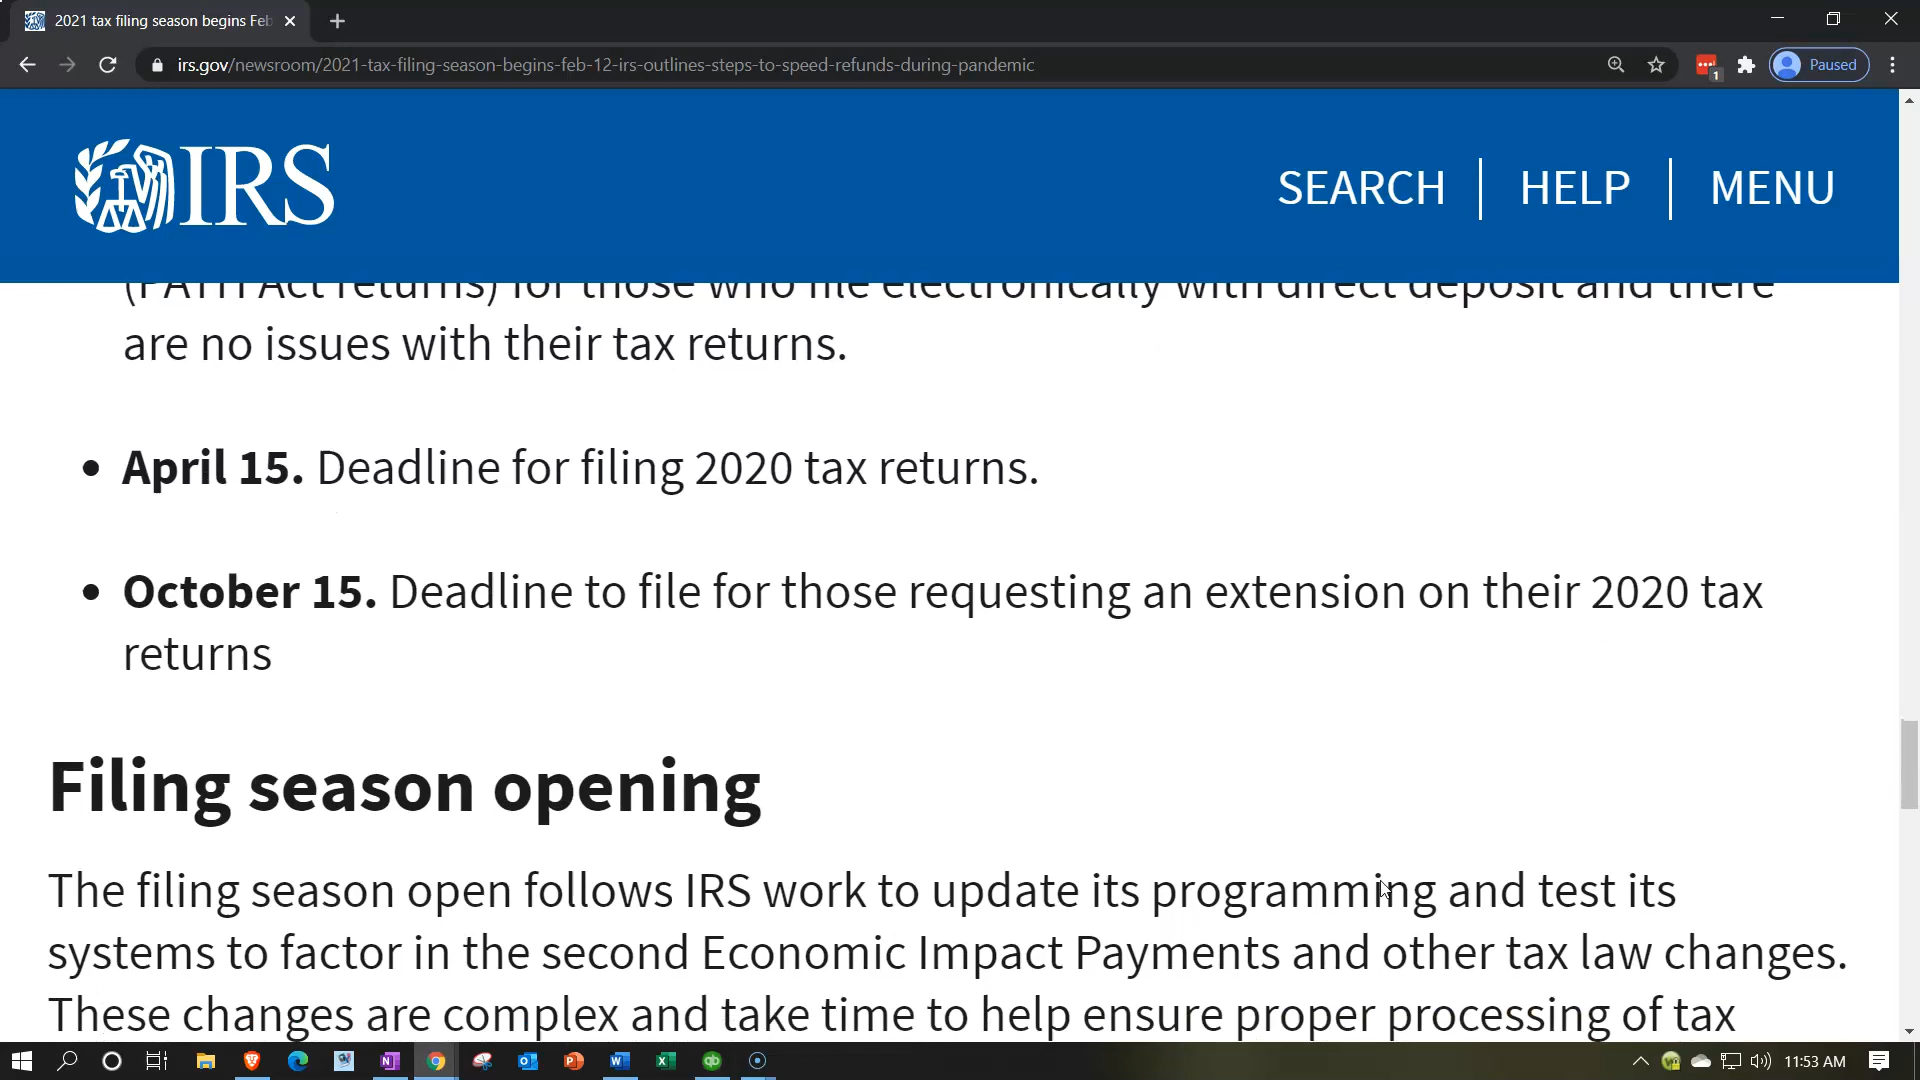 2021 tax filing season begins Feb
irs.gov/newsroom/2021-tax-filing-season-begins-feb-12-irs-outlines-steps-to-speed-refunds-during-pandemic
1
Paused
IRS
SEARCH
HELP
MENU
(PATH Act returns) for those who file electronically with direct deposit and there
are no issues with their tax returns.
• April 15. Deadline for filing 2020 tax returns.
• October 15. Deadline to file for those requesting an extension on their 2020 tax
returns
Filing season opening
The filing season open follows IRS work to update its programming and test its
systems to factor in the second Economic Impact Payments and other tax law changes.
These changes are complex and take time to help ensure proper processing of tax
11:53 AM